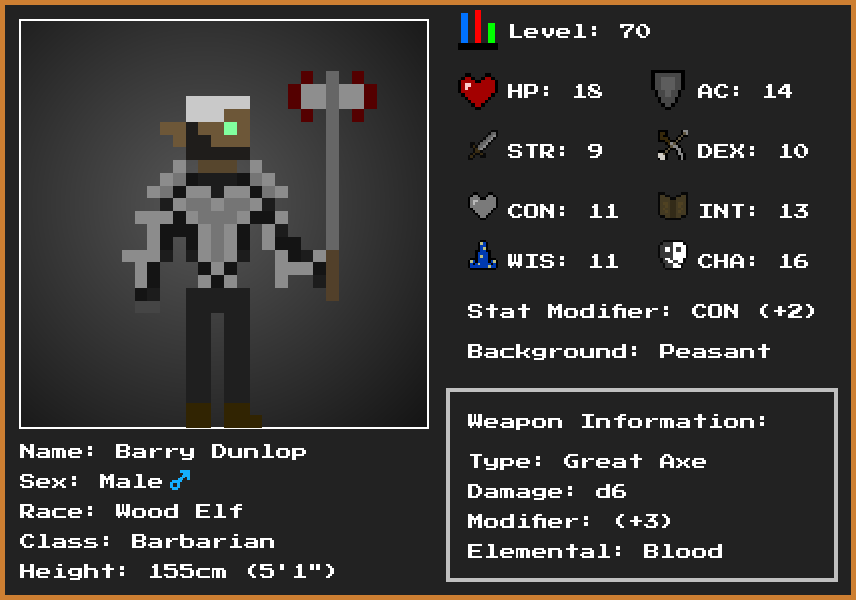 Level: 70
HP: 18
AC: 14
STR: 9
DEX: 10
CON: 11
INT: 13
WIS: 11
CHA: 16
Stat Modifier: CON (+2)
Background: Peasant
Weapon Information:
Type: Great Axe
Damage: d6
Modifier: (+3)
Elemental: Blood
Name: Barry Dunlop
Sex: Male ♂
Race: Wood Elf
Class: Barbarian
Height: 155cm (5'1")